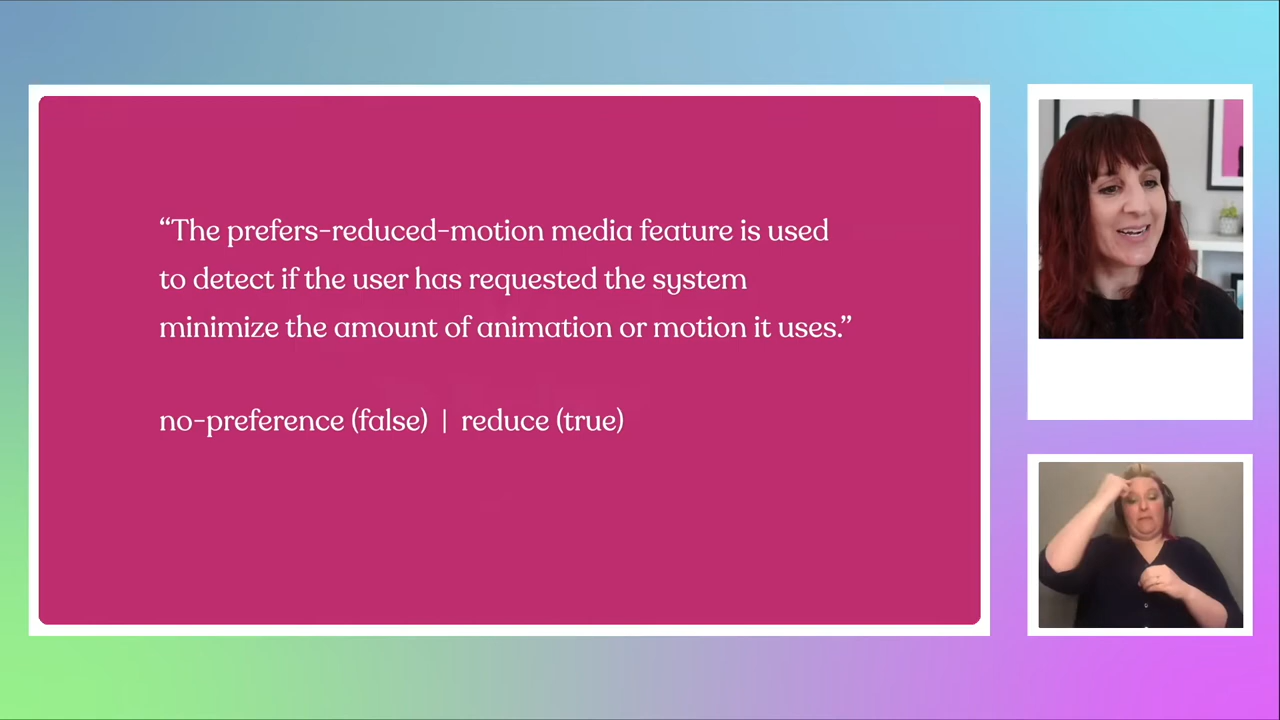 “The prefers-reduced-motion media feature is used
to detect if the user has requested the system
minimize the amount of animation or motion it uses.”
no-preference (false) | reduce (true)